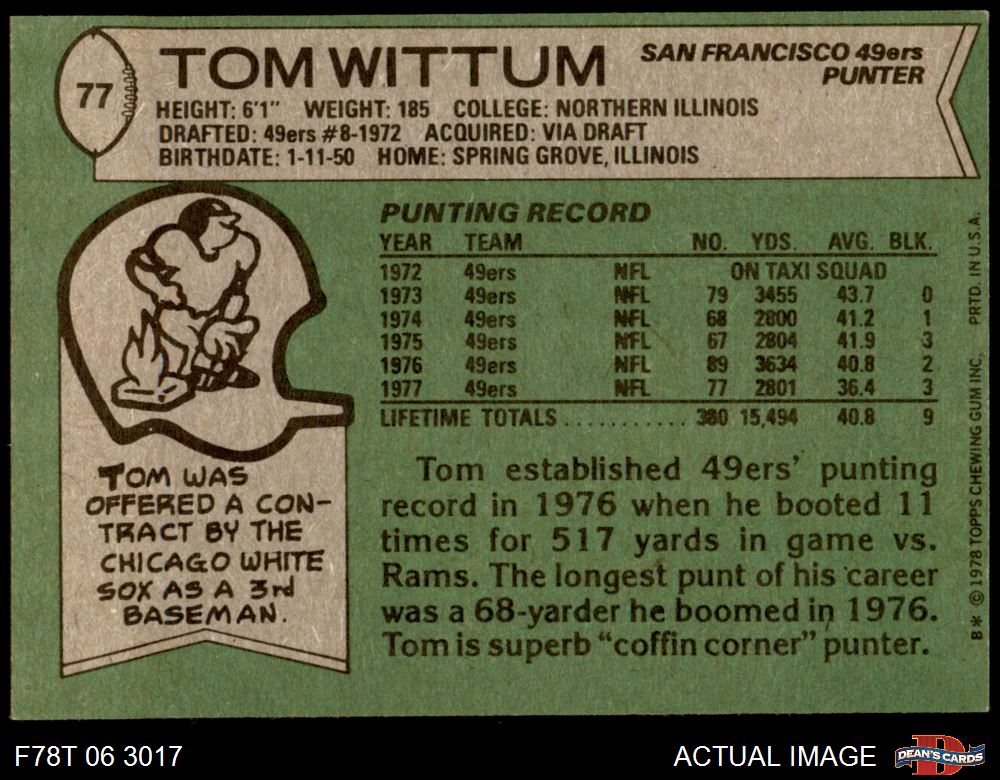 77
TOM WITTUM
SAN FRANCISCO 49ers
PUNTER
HEIGHT: 6'1" WEIGHT: 185 COLLEGE: NORTHERN ILLINOIS
DRAFTED: 49ers #8-1972 ACQUIRED: VIA DRAFT
BIRTHDATE: 1-11-50 HOME: SPRING GROVE, ILLINOIS
PUNTING RECORD
YEAR TEAM NO. YDS. AVG. BLK.
1972 49ers NFL ON TAXI SQUAD
1973 49ers NFL 79 3455 43.7 0
1974 49ers NFL 68 2800 41.2 1
1975 49ers NFL 67 2804 41.9 3
1976 49ers NFL 89 3634 40.8 2
1977 49ers NFL 77 2801 36.4 3
LIFETIME TOTALS........... 380 15,494 40.8 9
TOM WAS
OFFERED A CON-
TRACT BY THE
CHICAGO WHITE
SOX AS A 3rd
BASEMAN.
Tom established 49ers' punting
record in 1976 when he booted 11
times for 517 yards in game vs.
Rams. The longest punt of his career
was a 68-yarder he boomed in 1976.
Tom is superb "coffin corner" punter.
B* ©1978 TOPPS CHEWING GUM INC. PRTD. IN U.S.A.
F78T 06 3017
ACTUAL IMAGE
D
DEAN'S CARDS